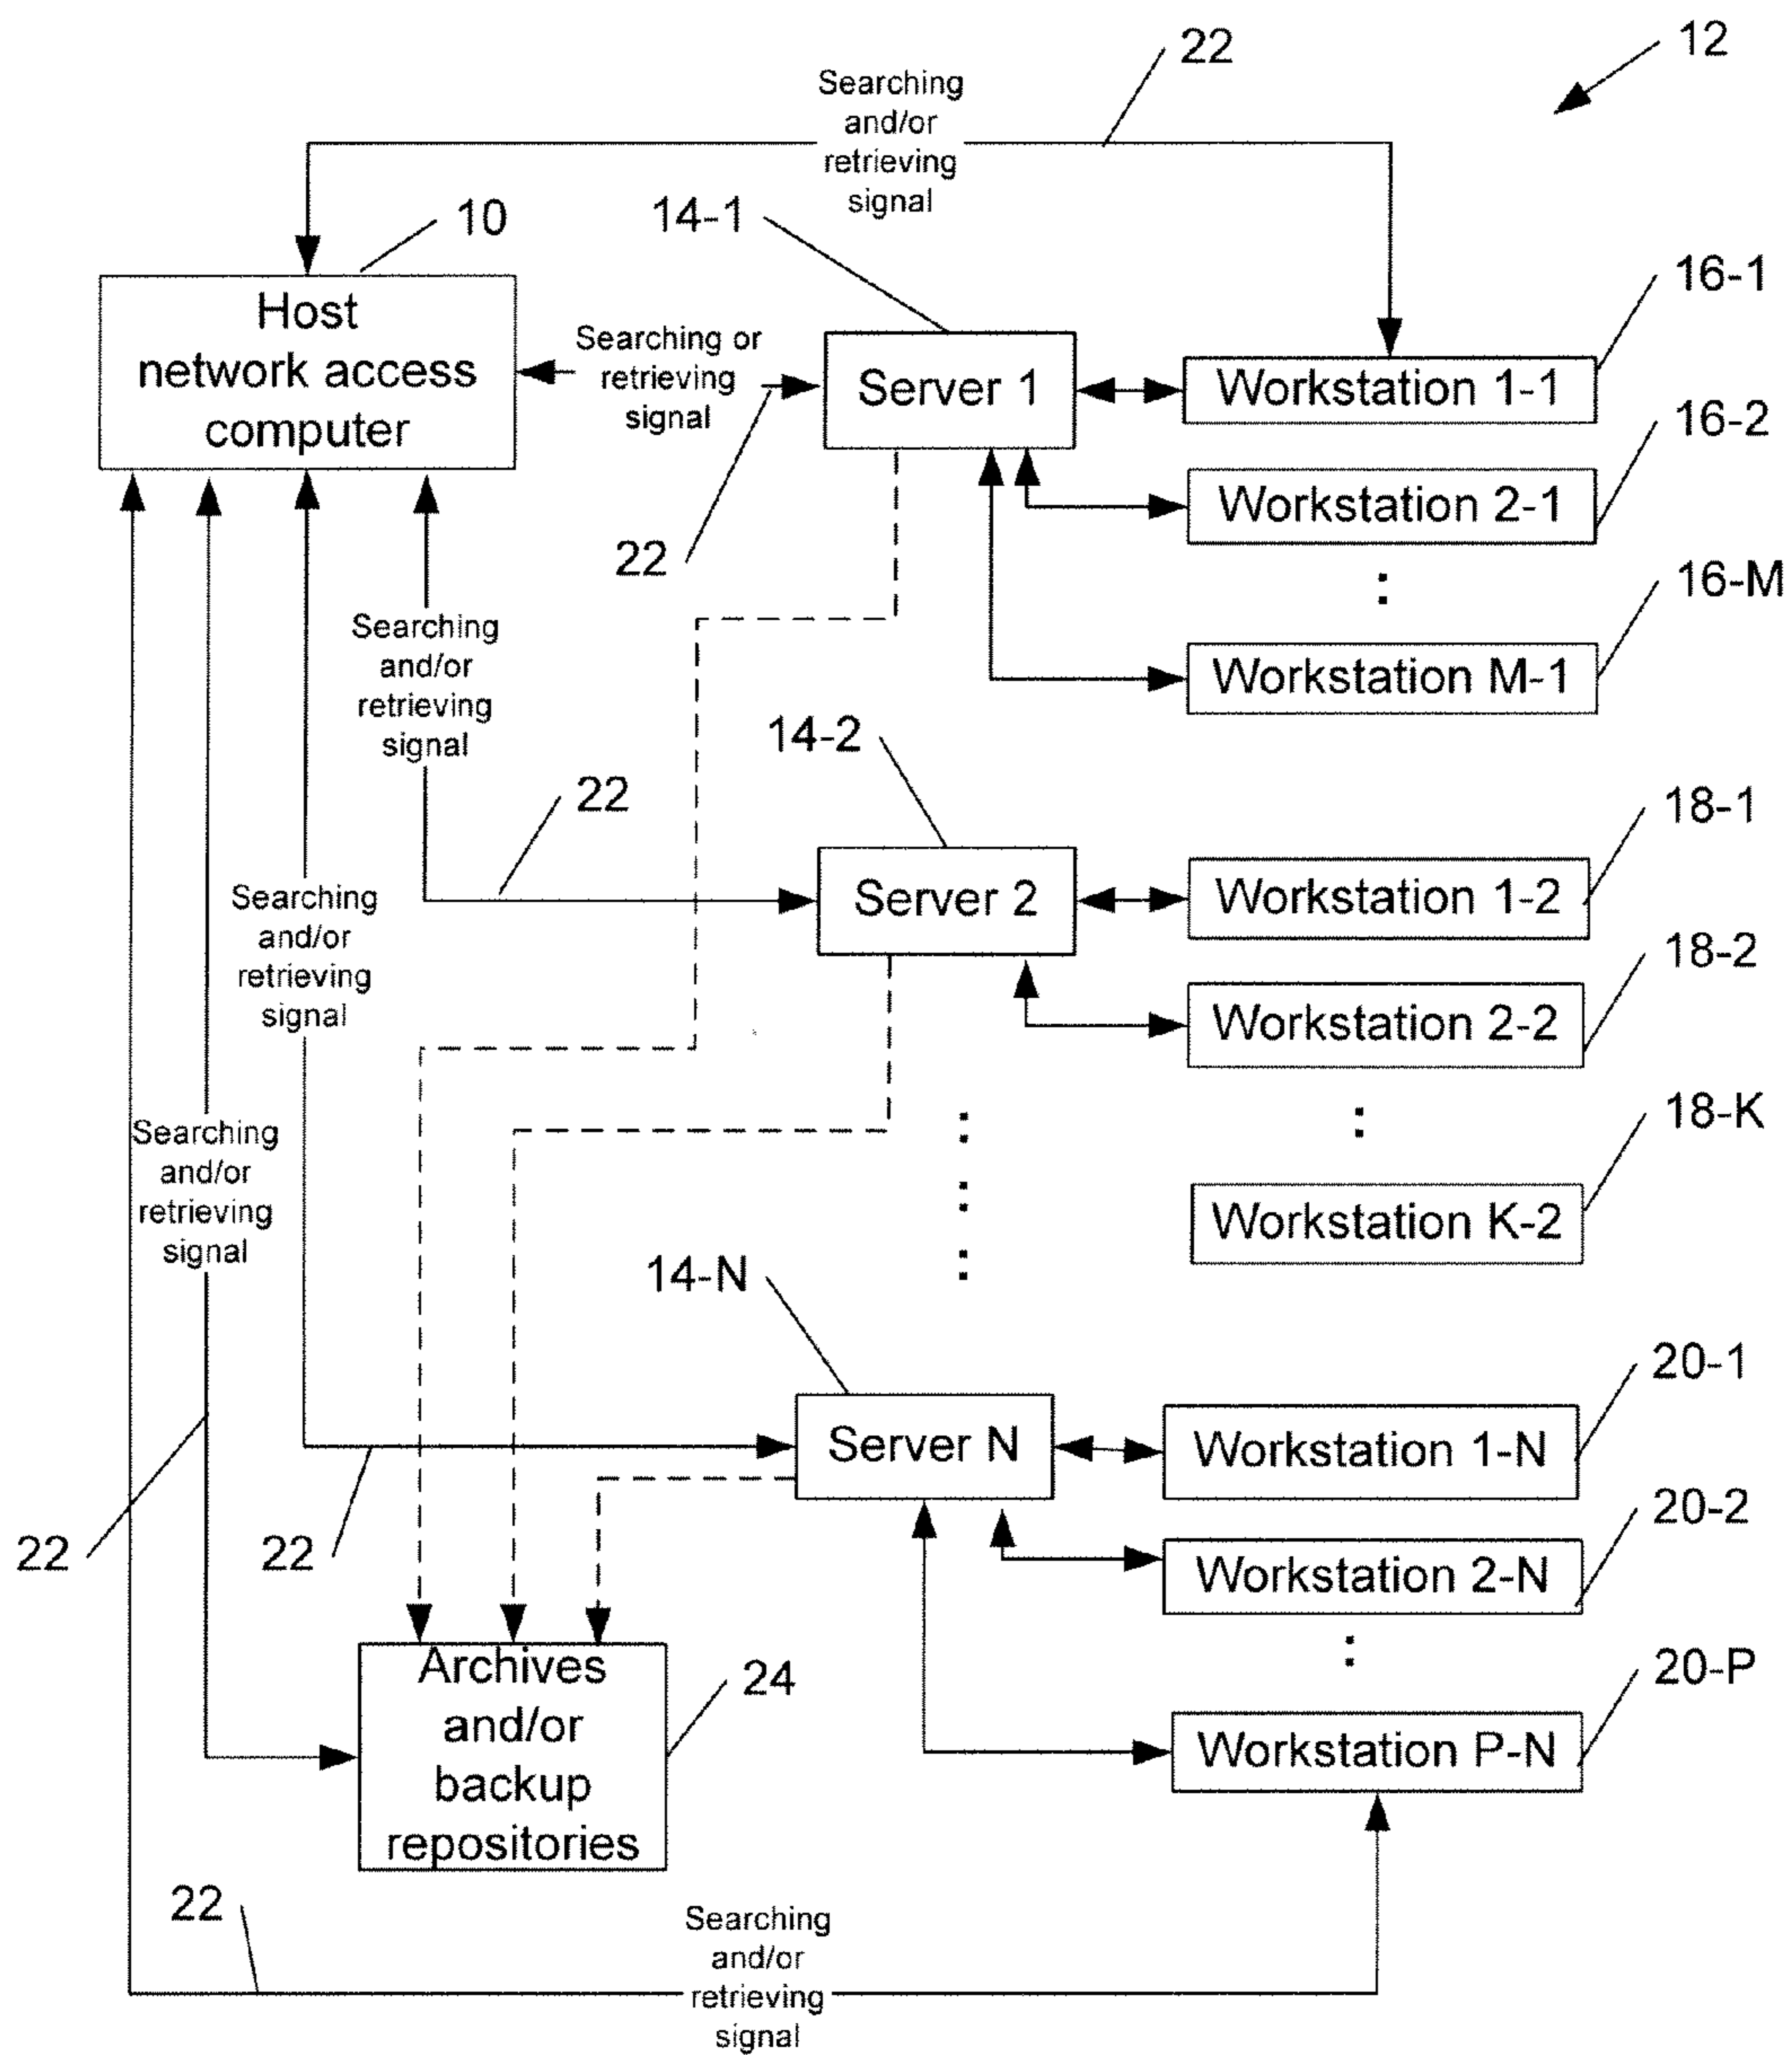 22
12
Searching
and/or
retrieving
signal
10
14-1
16-1
Host
network access
computer
Searching or
retrieving
signal
Server 1
Workstation 1-1
16-2
Workstation 2-1
22
:
16-M
Searching
and/or
retrieving
signal
Workstation M-1
14-2
22
18-1
Server 2
Workstation 1-2
Searching
and/or
retrieving
signal
18-2
Workstation 2-2
Searching
and/or
retrieving
signal
:
18-K
Workstation K-2
14-N
20-1
Server N
Workstation 1-N
22
22
20-2
Workstation 2-N
:
Archives
and/or
backup
repositories
24
20-P
Workstation P-N
22
Searching
and/or
retrieving
signal